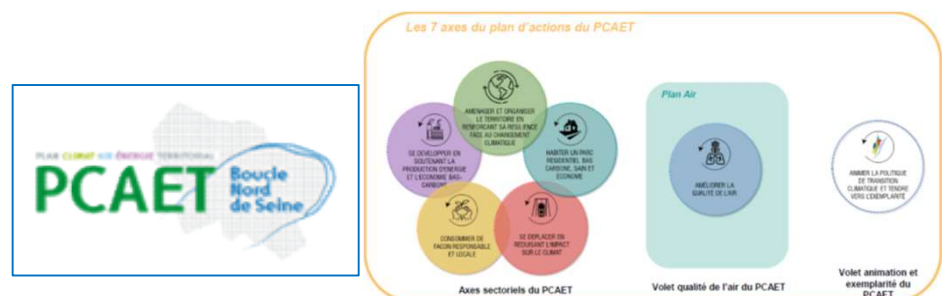 PLAN CLIMAT AIR ÉNERGIE TERRITORIAL
PCAET
Boucle
Nord
de Seine
Les 7 axes du plan d'actions du PCAET
AMENAGER ET ORGANISER
LE TERRITOIRE EN
RENFORCANT SA RESILIENCE
FACE AU CHANGEMENT
CLIMATIQUE
SE DEVELOPPER EN
SOUTENANT LA
PRODUCTION D'ENERGIE
ET L'ECONOMIE BAS-
CARBONE
HABITER UN PARC
RESIDENTIEL BAS
CARBONE, SAIN ET
ECONOME
CONSOMMER DE
FACON RESPONSABLE
ET LOCALE
SE DEPLACER EN
REDUISANT L'IMPACT
SUR LE CLIMAT
Axes sectoriels du PCAET
Plan Air
AMÉLIORER LA
QUALITE DE L'AIR
Volet qualité de l'air du PCAET
ANIMER LA POLITIQUE
DE TRANSITION
CLIMATIQUE ET TENDRE
VERS L'EXEMPLARITÉ
Volet animation et
exemplarité du
PCAET